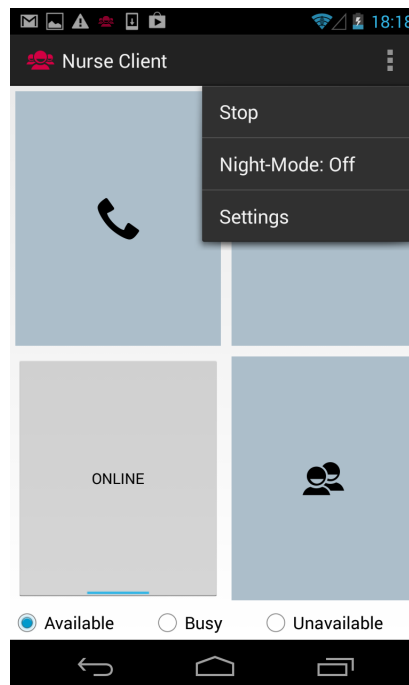 18:18
Nurse Client
Stop
Night-Mode: Off
Settings
ONLINE
Available Busy Unavailable